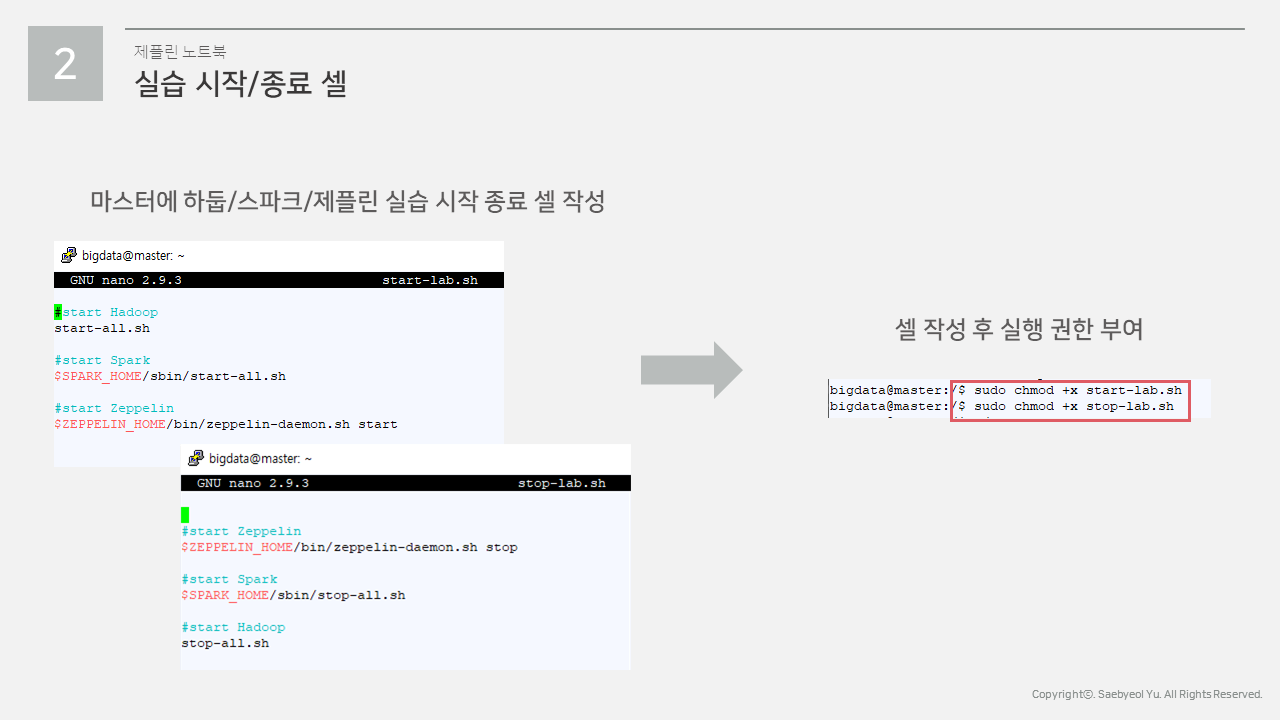 2
제플린 노트북
실습 시작/종료 셀
마스터에 하둡/스파크/제플린 실습 시작 종료 셀 작성
bigdata@master: ~
GNU nano 2.9.3 start-lab.sh
#start Hadoop
start-all.sh
#start Spark
$SPARK_HOME/sbin/start-all.sh
#start Zeppelin
$ZEPPELIN_HOME/bin/zeppelin-daemon.sh start
bigdata@master: ~
GNU nano 2.9.3 stop-lab.sh
#start Zeppelin
$ZEPPELIN_HOME/bin/zeppelin-daemon.sh stop
#start Spark
$SPARK_HOME/sbin/stop-all.sh
#start Hadoop
stop-all.sh
셀 작성 후 실행 권한 부여
bigdata@master:/$ sudo chmod +x start-lab.sh
bigdata@master:/$ sudo chmod +x stop-lab.sh
Copyrightⓒ. Saebyeol Yu. All Rights Reserved.